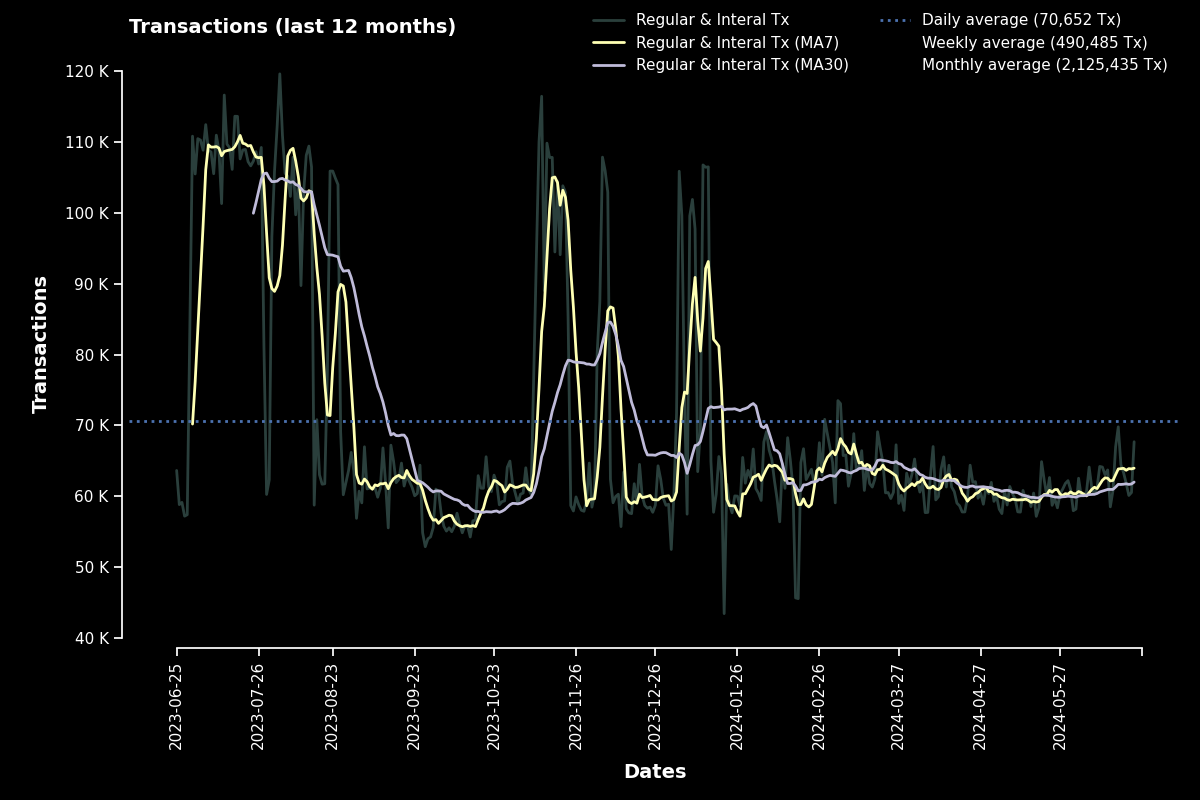 Transactions (last 12 months)
Regular & Interal Tx
Regular & Interal Tx (MA7)
Regular & Interal Tx (MA30)
Daily average (70,652 Tx)
Weekly average (490,485 Tx)
Monthly average (2,125,435 Tx)
Transactions
120 K
110 K
100 K
90 K
80 K
70 K
60 K
50 K
40 K
2023-06-25
2023-07-26
2023-08-23
2023-09-23
2023-10-23
2023-11-26
2023-12-26
2024-01-26
2024-02-26
2024-03-27
2024-04-27
2024-05-27
Dates